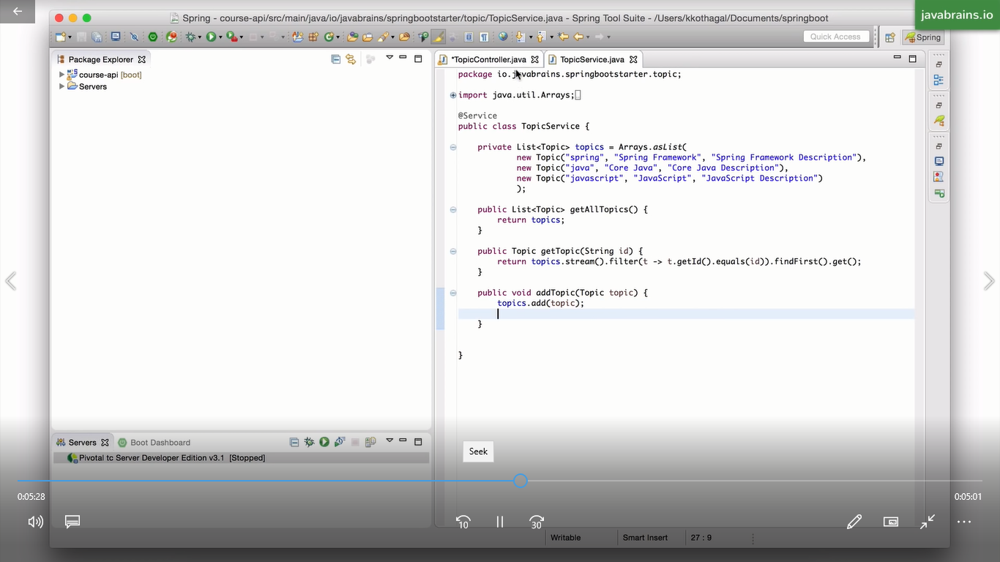 javabrains.io
Spring - course-api/src/main/java/io/javabrains/springbootstarter/topic/TopicService.java - Spring Tool Suite - /Users/kkothagal/Documents/springboot
Quick Access
Spring
Package Explorer
*TopicController.java
TopicService.java
course-api [boot]
Servers
package io.javabrains.springbootstarter.topic;
import java.util.Arrays;
@Service
public class TopicService {
private List<Topic> topics = Arrays.asList(
new Topic("spring", "Spring Framework", "Spring Framework Description"),
new Topic("java", "Core Java", "Core Java Description"),
new Topic("javascript", "JavaScript", "JavaScript Description")
);
public List<Topic> getAllTopics() {
return topics;
}
public Topic getTopic(String id) {
return topics.stream().filter(t -> t.getId().equals(id)).findFirst().get();
}
public void addTopic(Topic topic) {
topics.add(topic);
}
}
Servers
Boot Dashboard
Pivotal tc Server Developer Edition v3.1 [Stopped]
Seek
0:05:28
0:05:01
10
30
Writable
Smart Insert
27 : 9